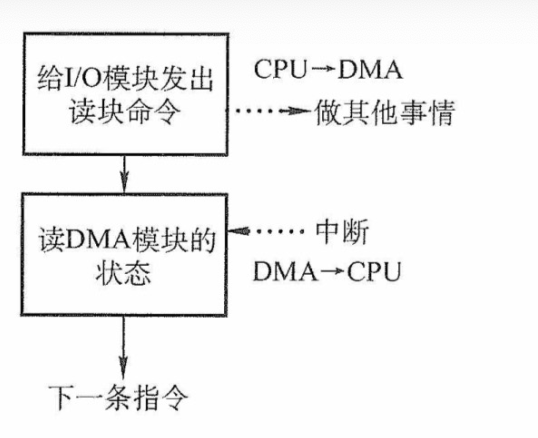 给I/O模块发出
读块命令
CPU→DMA
做其他事情
读DMA模块的
状态
中断
DMA→CPU
下一条指令